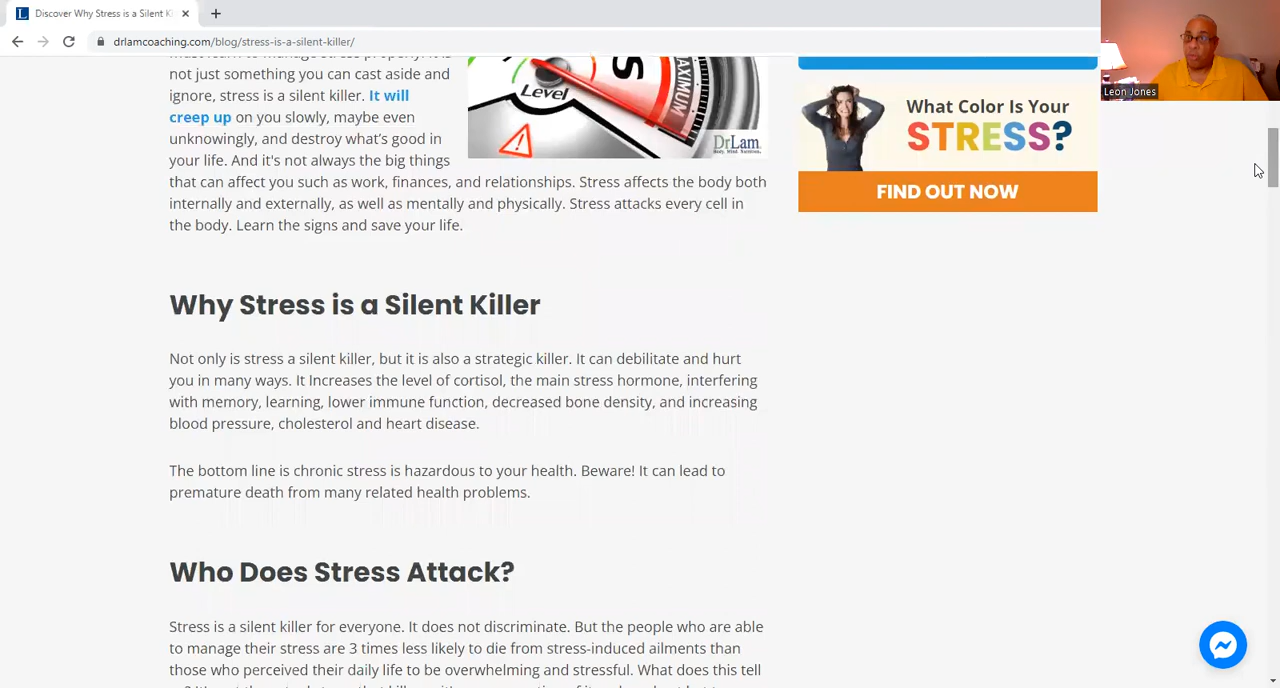 Discover Why Stress is a Silent K
drlamcoaching.com/blog/stress-is-a-silent-killer/
Leon Jones
not just something you can cast aside and
ignore, stress is a silent killer. It will
creep up on you slowly, maybe even
unknowingly, and destroy what's good in
your life. And it's not always the big things
that can affect you such as work, finances, and relationships. Stress affects the body both
internally and externally, as well as mentally and physically. Stress attacks every cell in
the body. Learn the signs and save your life.
Level
MAXIMUM
DrLam
What Color Is Your
STRESS?
FIND OUT NOW
Why Stress is a Silent Killer
Not only is stress a silent killer, but it is also a strategic killer. It can debilitate and hurt
you in many ways. It Increases the level of cortisol, the main stress hormone, interfering
with memory, learning, lower immune function, decreased bone density, and increasing
blood pressure, cholesterol and heart disease.
The bottom line is chronic stress is hazardous to your health. Beware! It can lead to
premature death from many related health problems.
Who Does Stress Attack?
Stress is a silent killer for everyone. It does not discriminate. But the people who are able
to manage their stress are 3 times less likely to die from stress-induced ailments than
those who perceived their daily life to be overwhelming and stressful. What does this tell